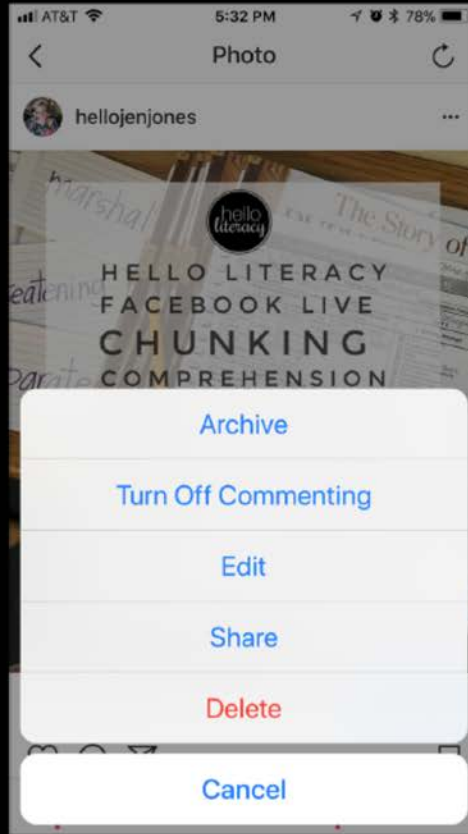 AT&T 5:32 PM 78%
Photo
hellojenjones
hello
literacy
marshal
The Story of
HELLO LITERACY
FACEBOOK LIVE
CHUNKING
COMPREHENSION
Archive
Turn Off Commenting
Edit
Share
Delete
Cancel